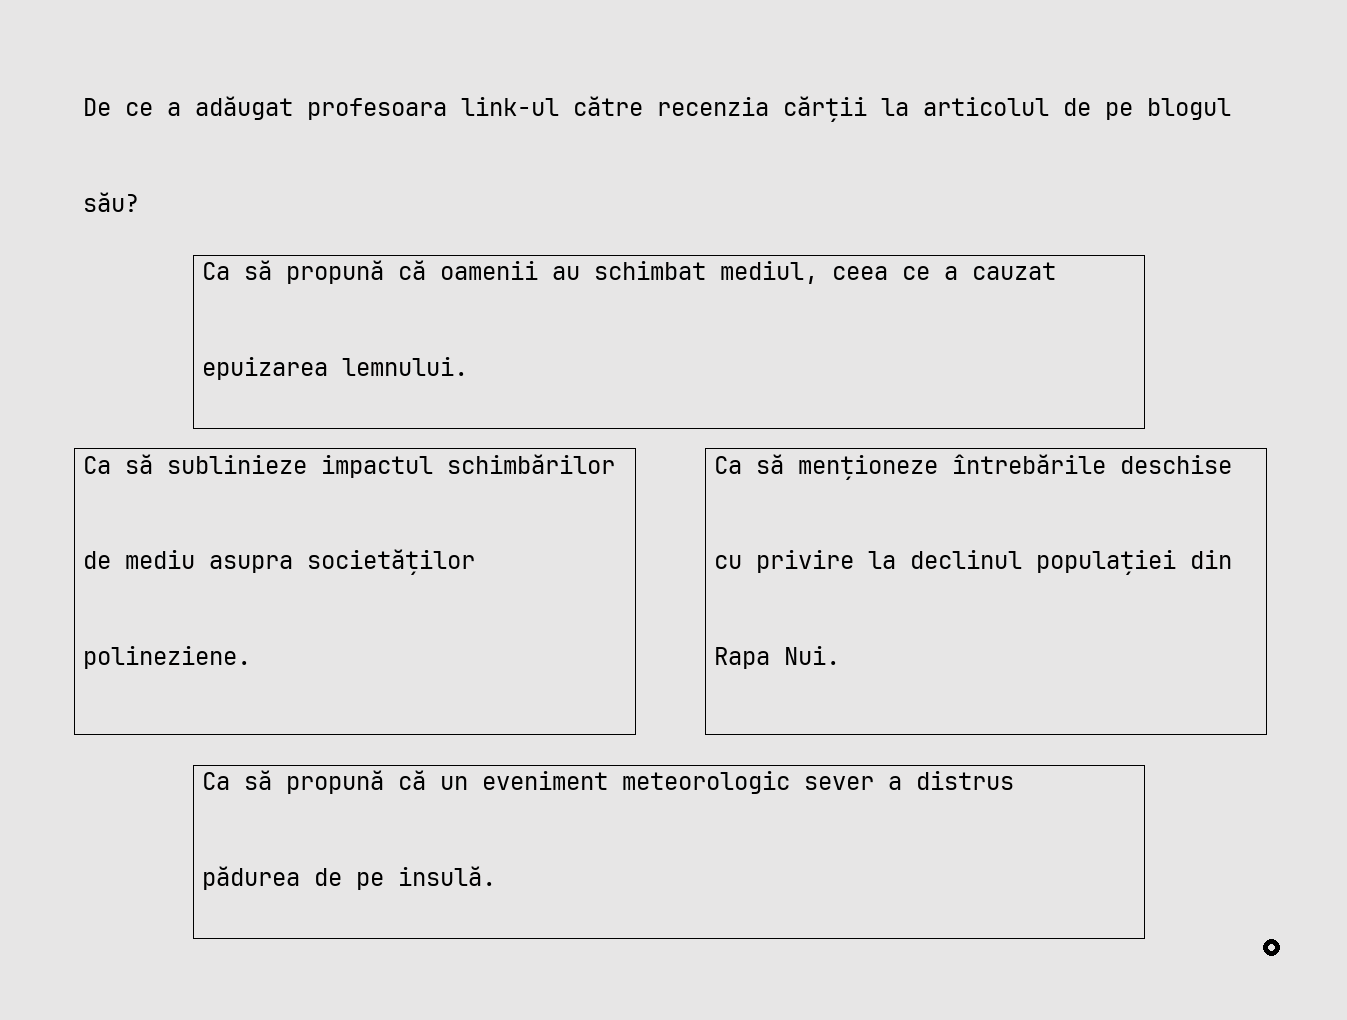 De ce a adăugat profesoara link-ul către recenzia cărții la articolul de pe blogul
său?
Ca să propună că oamenii au schimbat mediul, ceea ce a cauzat
epuizarea lemnului.
Ca să sublinieze impactul schimbărilor
de mediu asupra societăților
polineziene.
Ca să menționeze întrebările deschise
cu privire la declinul populației din
Rapa Nui.
Ca să propună că un eveniment meteorologic sever a distrus
pădurea de pe insulă.